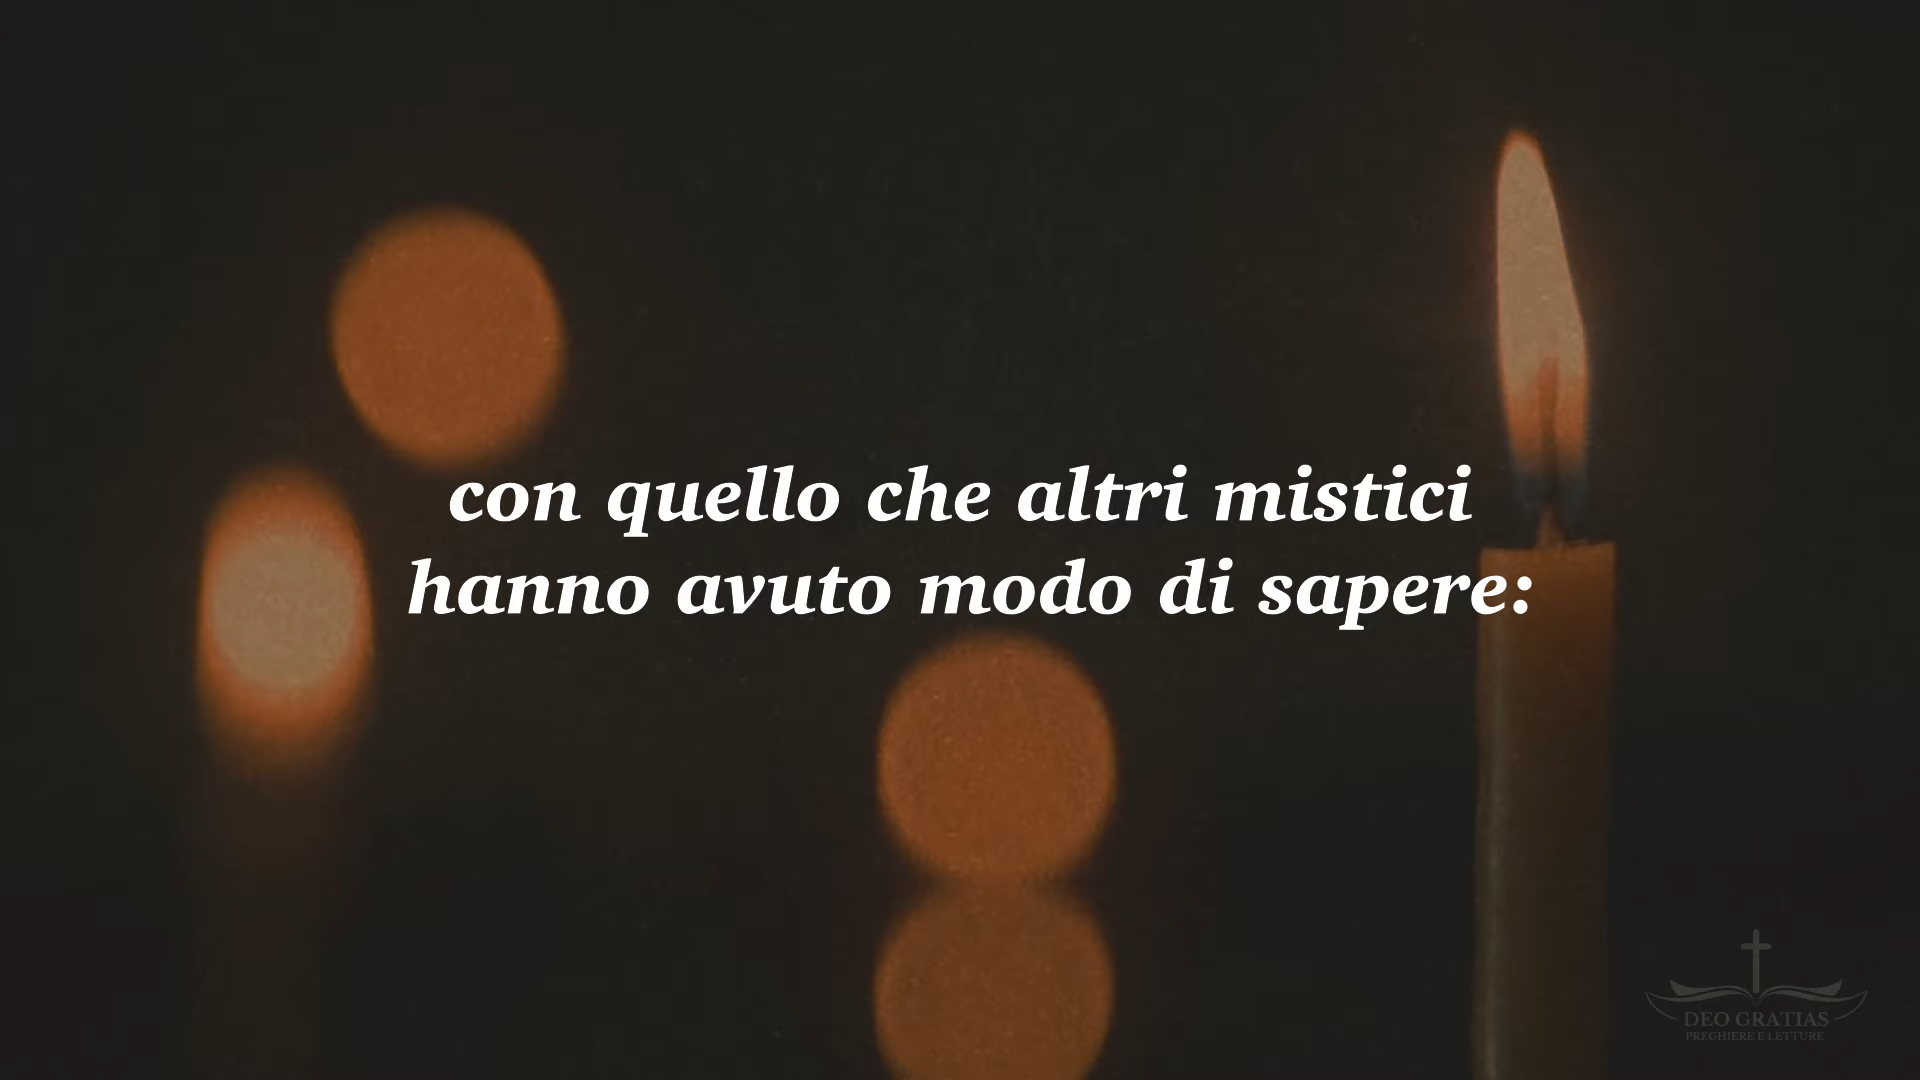 con quello che altri mistici
hanno avuto modo di sapere:
DEO GRATIAS
PREGHIERE E LETTURE